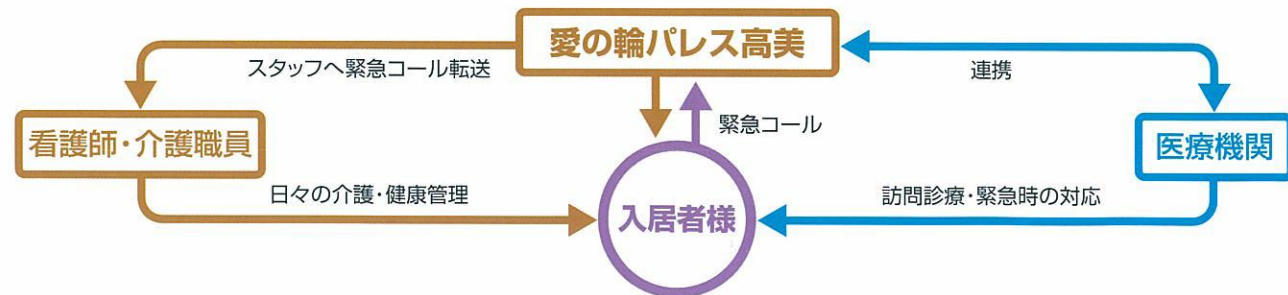 愛の輪パレス高美
スタッフへ緊急コール転送
連携
緊急コール
看護師・介護職員
医療機関
日々の介護・健康管理
訪問診療・緊急時の対応
入居者様